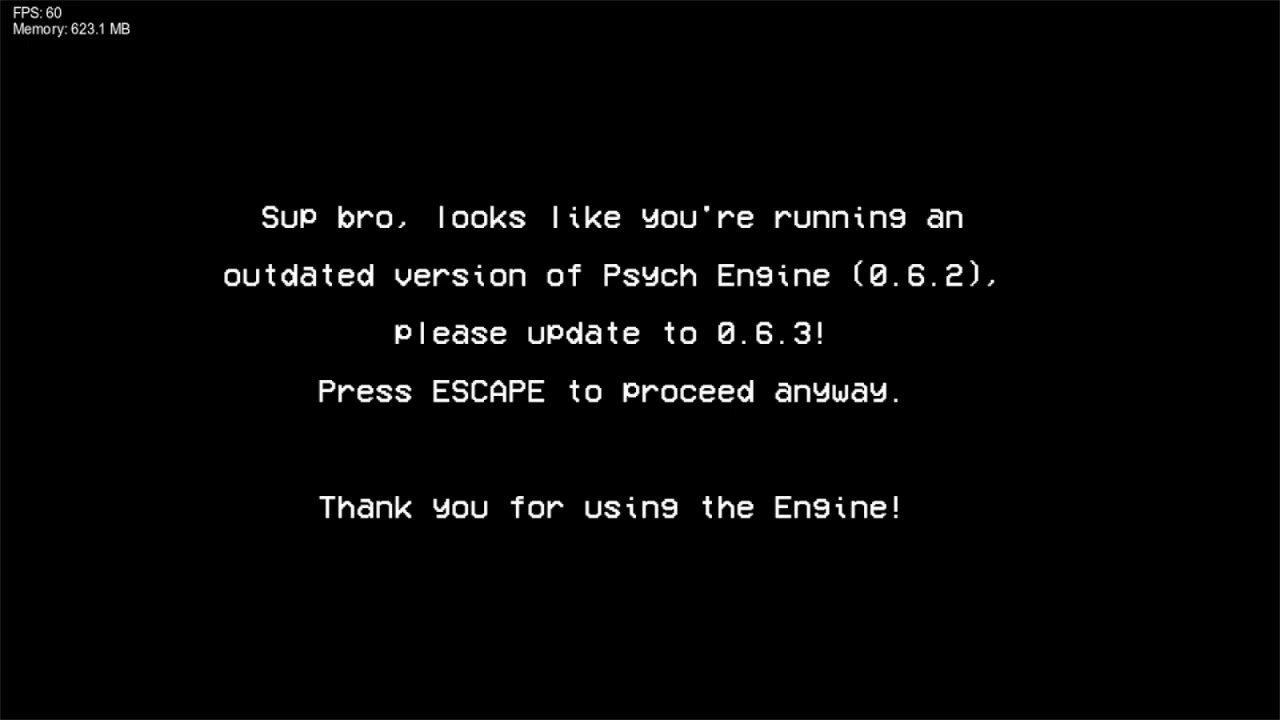 FPS: 60
Memory: 623.1 MB
Sup bro, looks like you're running an
outdated version of Psych Engine (0.6.2),
please update to 0.6.3!
Press ESCAPE to proceed anyway.
Thank you for using the Engine!